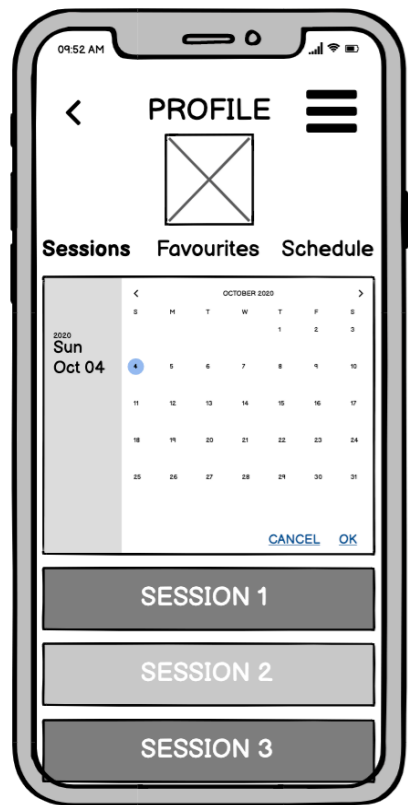 09:52 AM
PROFILE
Sessions Favourites Schedule
OCTOBER 2020
S M T W T F S
2020
Sun
Oct 04
1 2 3
4 5 6 7 8 9 10
11 12 13 14 15 16 17
18 19 20 21 22 23 24
25 26 27 28 29 30 31
CANCEL OK
SESSION 1
SESSION 2
SESSION 3